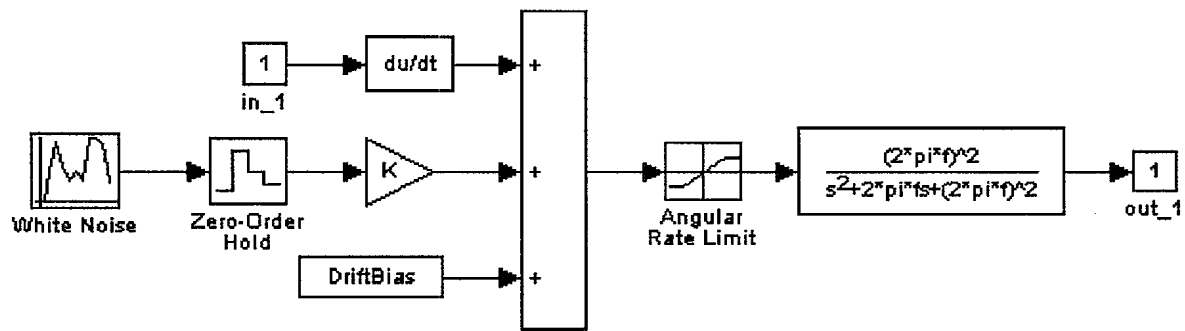 1
in_1
du/dt
+
White Noise
Zero-Order
Hold
K
+
DriftBias
+
Angular
Rate Limit
(2*pi*f)^2
s^2+2*pi*fs+(2*pi*f)^2
1
out_1